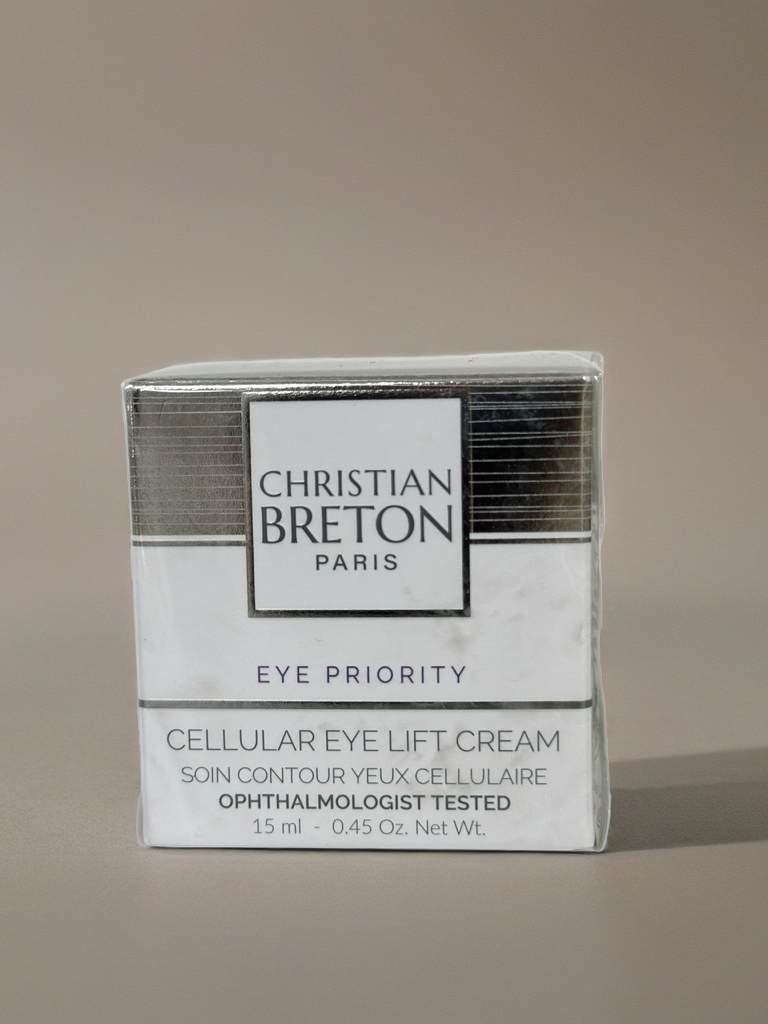 CHRISTIAN
BRETON
PARIS
EYE PRIORITY
CELLULAR EYE LIFT CREAM
SOIN CONTOUR YEUX CELLULAIRE
OPHTHALMOLOGIST TESTED
15 ml - 0.45 Oz. Net Wt.